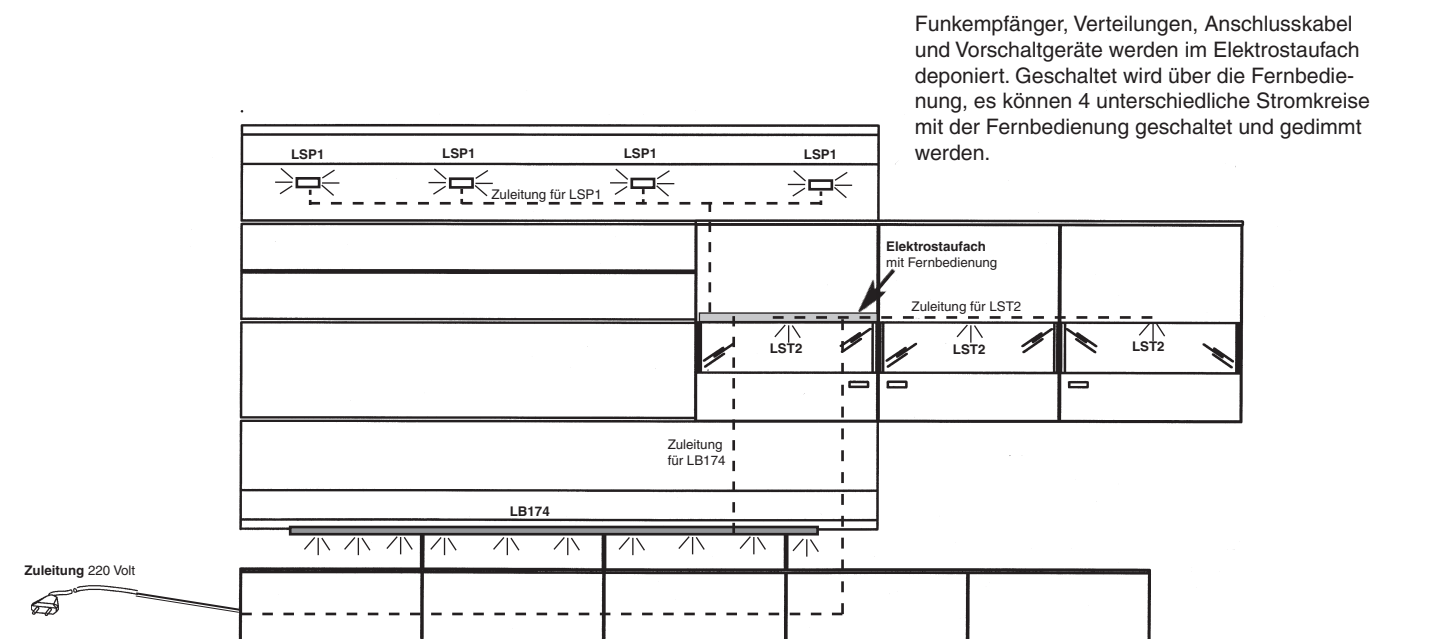 Funkempfänger, Verteilungen, Anschlusskabel
und Vorschaltgeräte werden im Elektrostaufach
deponiert. Geschaltet wird über die Fernbedie-
nung, es können 4 unterschiedliche Stromkreise
mit der Fernbedienung geschaltet und gedimmt
werden.
LSP1 LSP1 LSP1 LSP1
Zuleitung für LSP1
Elektrostaufach
mit Fernbedienung
Zuleitung für LST2
LST2 LST2 LST2
Zuleitung
für LB174
LB174
Zuleitung 220 Volt